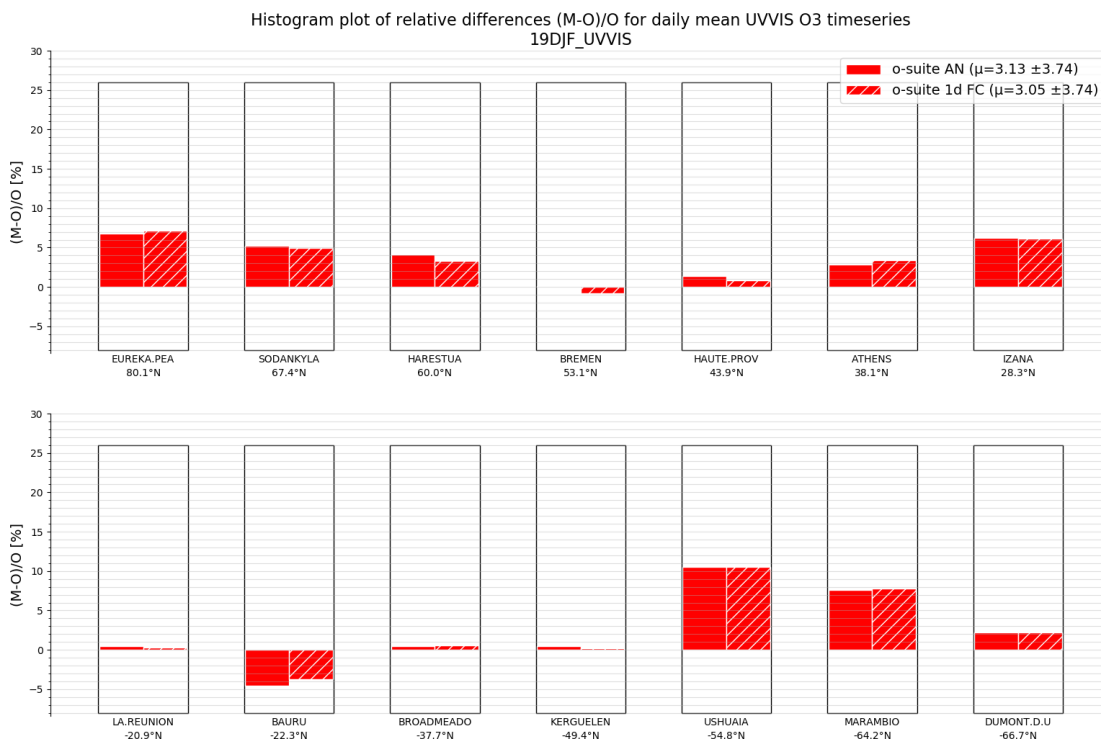 Histogram plot of relative differences (M-O)/O for daily mean UVVIS O3 timeseries
19DJF_UVVIS
o-suite AN (μ=3.13 ±3.74)
o-suite 1d FC (μ=3.05 ±3.74)
(M-O)/O [%]
30
25
20
15
10
5
0
−5
EUREKA.PEA SODANKYLA HARESTUA BREMEN HAUTE.PROV ATHENS IZANA
80.1°N 67.4°N 60.0°N 53.1°N 43.9°N 38.1°N 28.3°N
(M-O)/O [%]
30
25
20
15
10
5
0
−5
LA.REUNION BAURU BROADMEADO KERGUELEN USHUAIA MARAMBIO DUMONT.D.U
-20.9°N -22.3°N -37.7°N -49.4°N -54.8°N -64.2°N -66.7°N